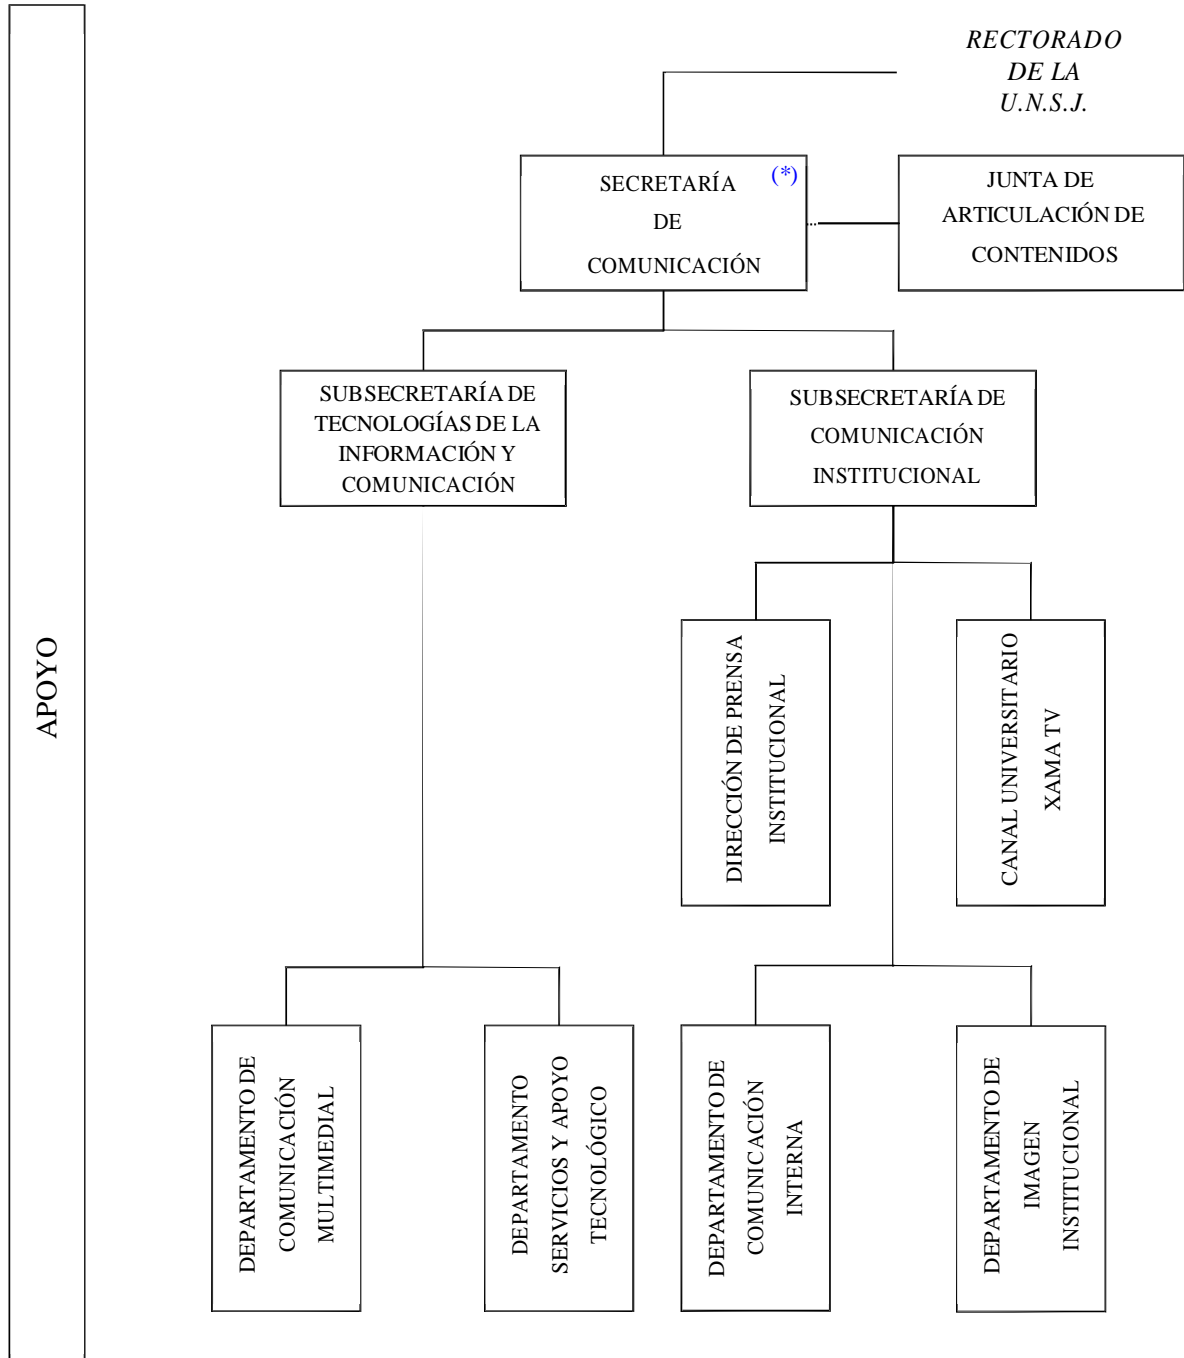 RECTORADO
DE LA
U.N.S.J.
SECRETARÍA (*)
DE
COMUNICACIÓN
JUNTA DE
ARTICULACIÓN DE
CONTENIDOS
SUBSECRETARÍA DE
TECNOLOGÍAS DE LA
INFORMACIÓN Y
COMUNICACIÓN
SUBSECRETARÍA DE
COMUNICACIÓN
INSTITUCIONAL
APOYO
DIRECCIÓN DE PRENSA
INSTITUCIONAL
CANAL UNIVERSITARIO
XAMA TV
DEPARTAMENTO DE
COMUNICACIÓN
MULTIMEDIAL
DEPARTAMENTO
SERVICIOS Y APOYO
TECNOLÓGICO
DEPARTAMENTO DE
COMUNICACIÓN
INTERNA
DEPARTAMENTO DE
IMAGEN
INSTITUCIONAL